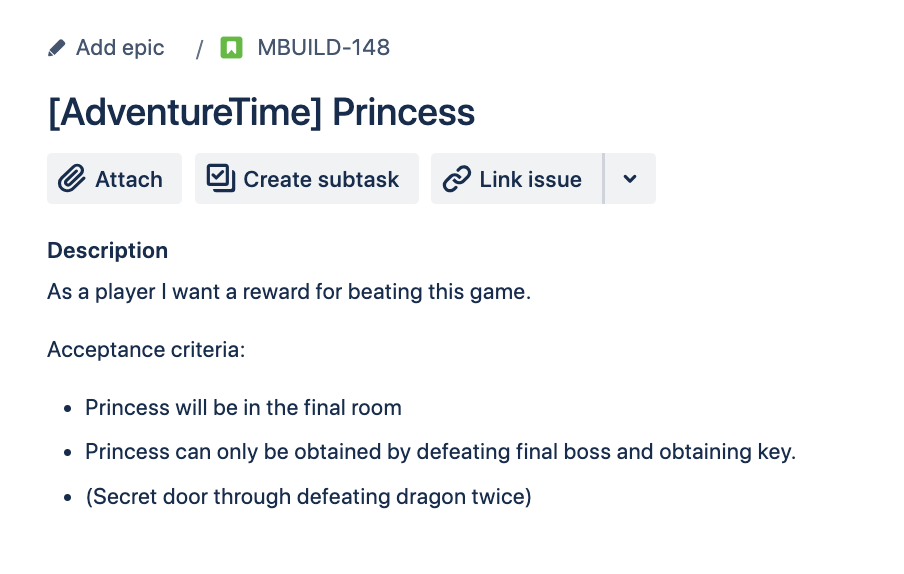 Add epic / MBUILD-148
[AdventureTime] Princess
Attach Create subtask Link issue
Description
As a player I want a reward for beating this game.
Acceptance criteria:
• Princess will be in the final room
• Princess can only be obtained by defeating final boss and obtaining key.
• (Secret door through defeating dragon twice)